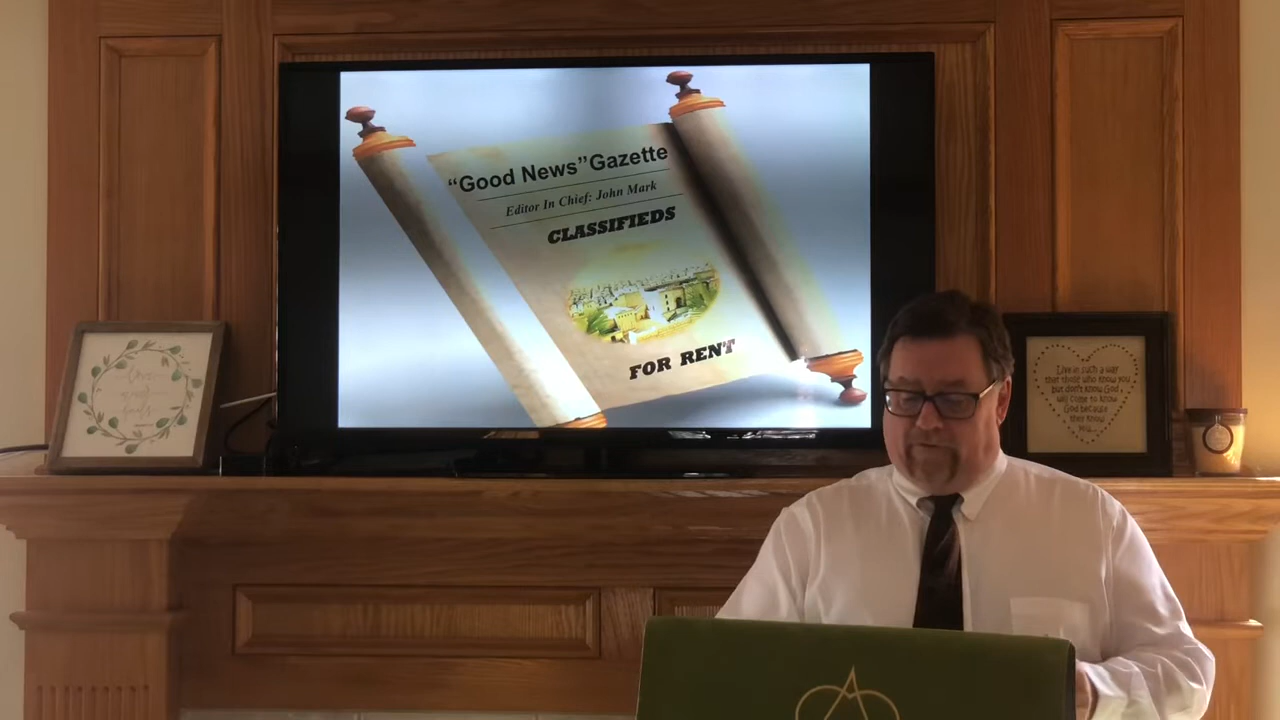 “Good News”Gazette
Editor In Chief: John Mark
CLASSIFIEDS
FOR RENT
Live in such a way
that those who know you
but don't know God,
will come to know
God because
they know
you...